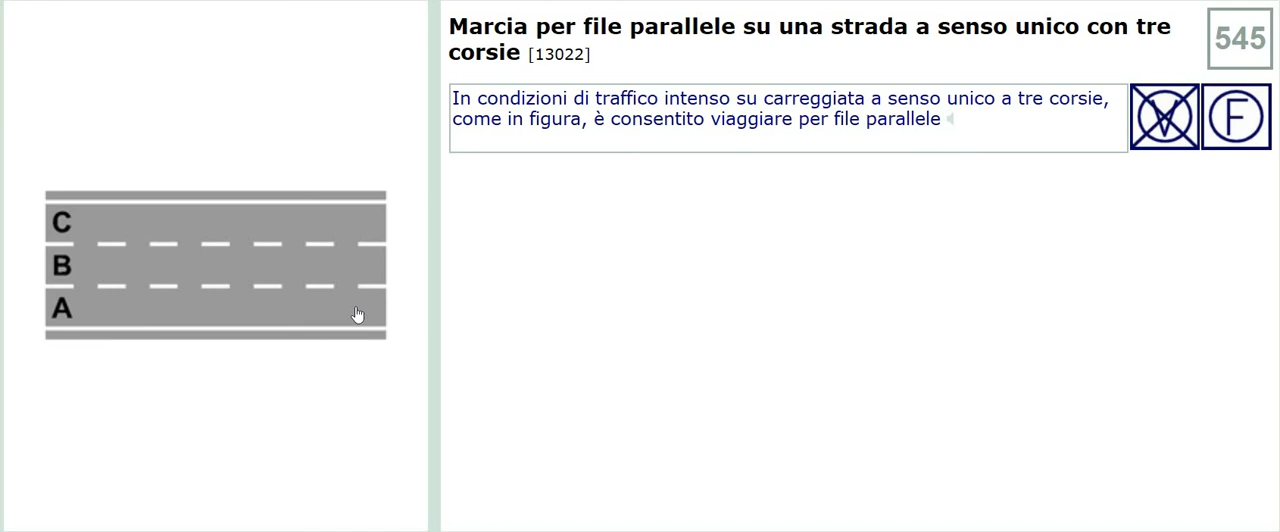 Marcia per file parallele su una strada a senso unico con tre
corsie [13022]
545
In condizioni di traffico intenso su carreggiata a senso unico a tre corsie,
come in figura, è consentito viaggiare per file parallele
V F
C
B
A